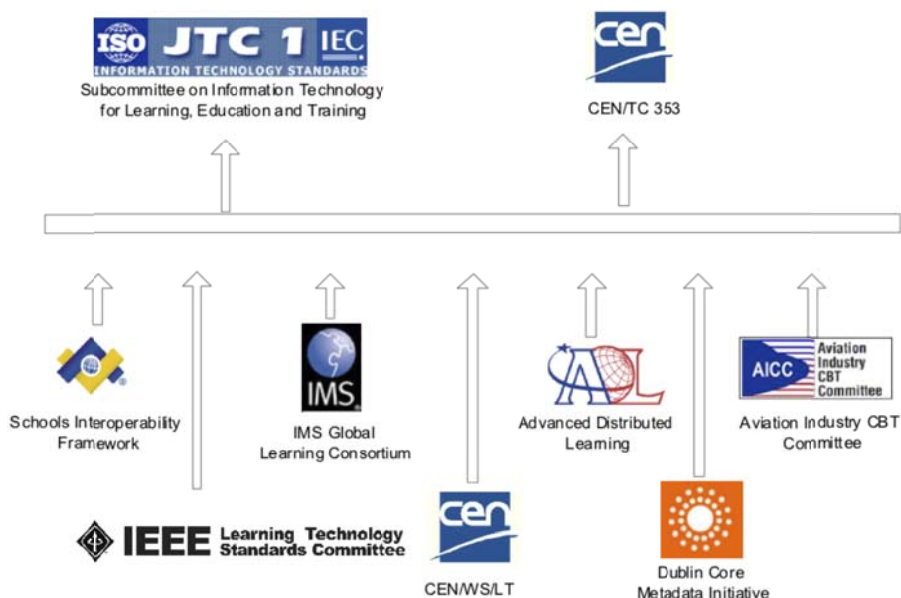 ISO JTC 1 IEC
INFORMATION TECHNOLOGY STANDARDS
Subcommittee on Information Technology
for Learning, Education and Training
cen
CEN/TC 353
Schools Interoperability
Framework
IMS
IMS Global
Learning Consortium
ADL
Advanced Distributed
Learning
AICC
Aviation
Industry
CBT
Committee
Aviation Industry CBT
Committee
IEEE Learning Technology
Standards Committee
cen
CEN/WS/LT
Dublin Core
Metadata Initiative